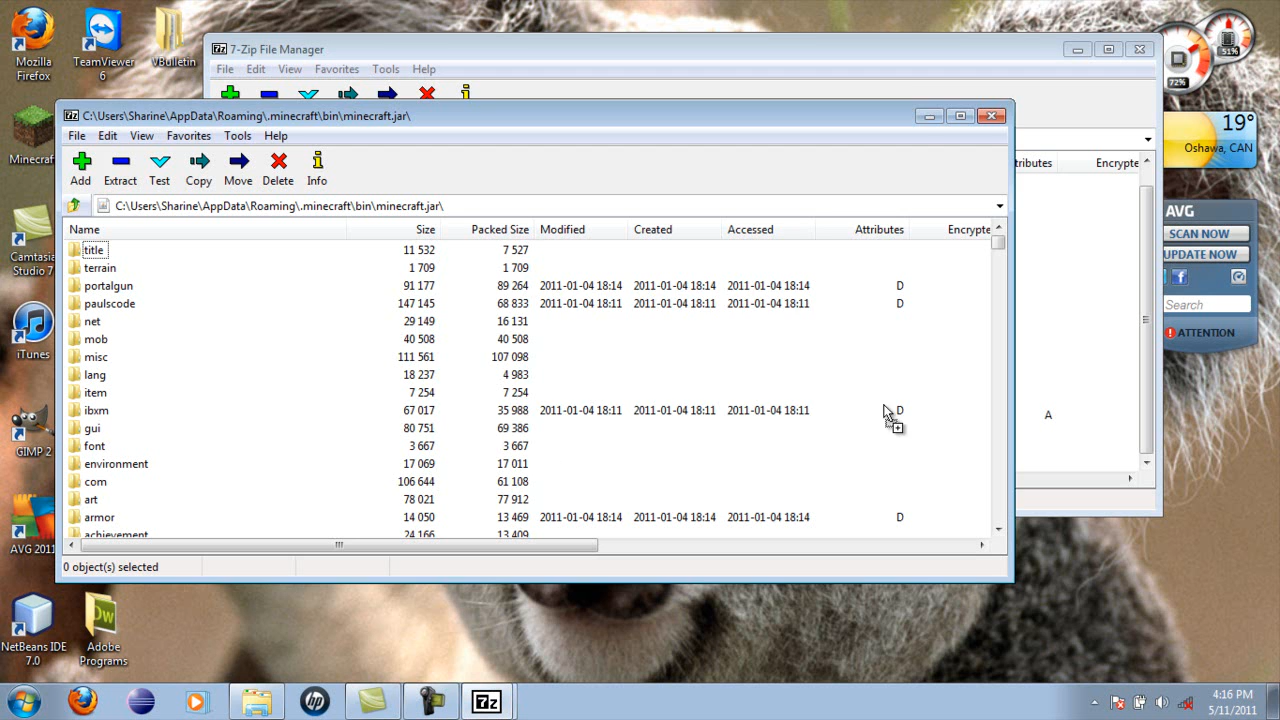 Mozilla
Firefox
TeamViewer
6
VBulletin
Minecraf
Camtasia
Studio 7
iTunes
GIMP 2
AVG 2011
NetBeans IDE
7.0
Adobe
Programs
7-Zip File Manager
File Edit View Favorites Tools Help
C:\Users\Sharine\AppData\Roaming\.minecraft\bin\minecraft.jar\
File Edit View Favorites Tools Help
Add Extract Test Copy Move Delete Info
C:\Users\Sharine\AppData\Roaming\.minecraft\bin\minecraft.jar\
Name Size Packed Size Modified Created Accessed Attributes Encrypte
title 11 532 7 527
terrain 1 709 1 709
portalgun 91 177 89 264 2011-01-04 18:14 2011-01-04 18:14 2011-01-04 18:14 D
paulscode 147 145 68 833 2011-01-04 18:11 2011-01-04 18:11 2011-01-04 18:11 D
net 29 149 16 131
mob 40 508 40 508
misc 111 561 107 098
lang 18 237 4 983
item 7 254 7 254
ibxm 67 017 35 988 2011-01-04 18:11 2011-01-04 18:11 2011-01-04 18:11 D
gui 80 751 69 386
font 3 667 3 667
environment 17 069 17 011
com 106 644 61 108
art 78 021 77 912
armor 14 050 13 469 2011-01-04 18:14 2011-01-04 18:14 2011-01-04 18:14 D
achievement 24 166 13 409
0 object(s) selected
tributes Encrypte
A
72%
51%
19°
Oshawa, CAN
AVG
SCAN NOW
UPDATE NOW
Search
ATTENTION
4:16 PM
5/11/2011